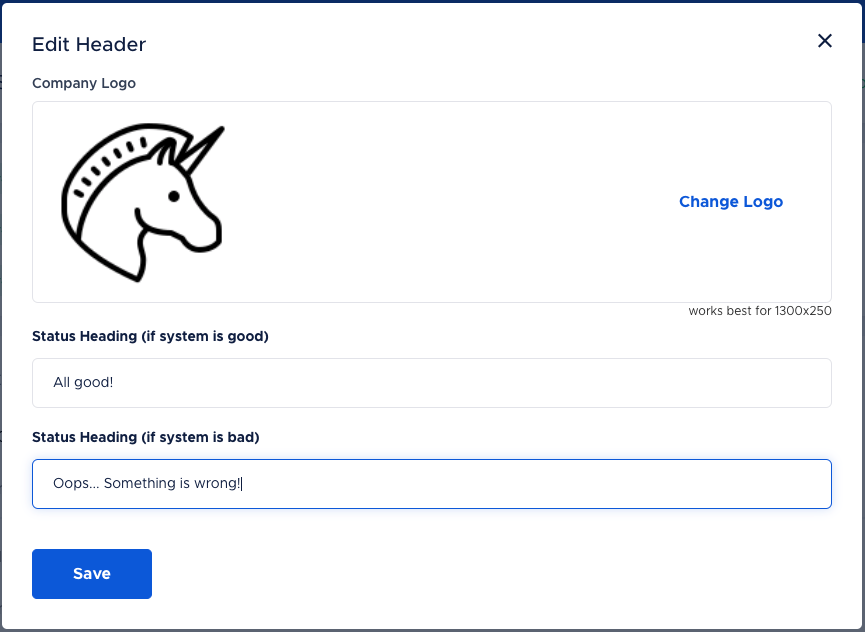 Edit Header
Company Logo
Change Logo
works best for 1300x250
Status Heading (if system is good)
All good!
Status Heading (if system is bad)
Oops... Something is wrong!
Save